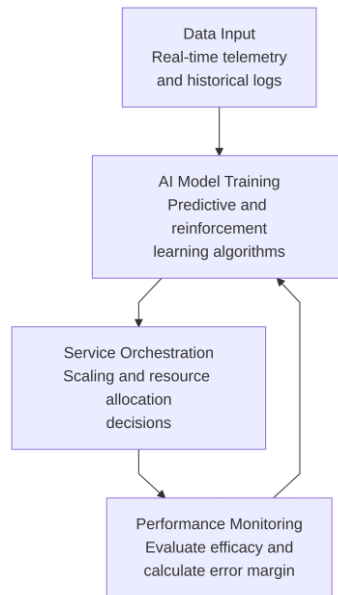 Data Input
Real-time telemetry
and historical logs
AI Model Training
Predictive and
reinforcement
learning algorithms
Service Orchestration
Scaling and resource
allocation
decisions
Performance Monitoring
Evaluate efficacy and
calculate error margin